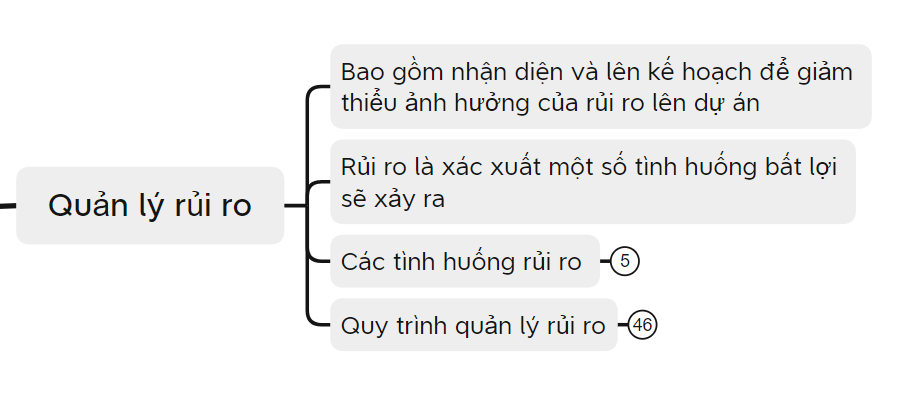 Bao gồm nhận diện và lên kế hoạch để giảm
thiểu ảnh hưởng của rủi ro lên dự án
Rủi ro là xác xuất một số tình huống bất lợi
sẽ xảy ra
Quản lý rủi ro
Các tình huống rủi ro
5
Quy trình quản lý rủi ro
46